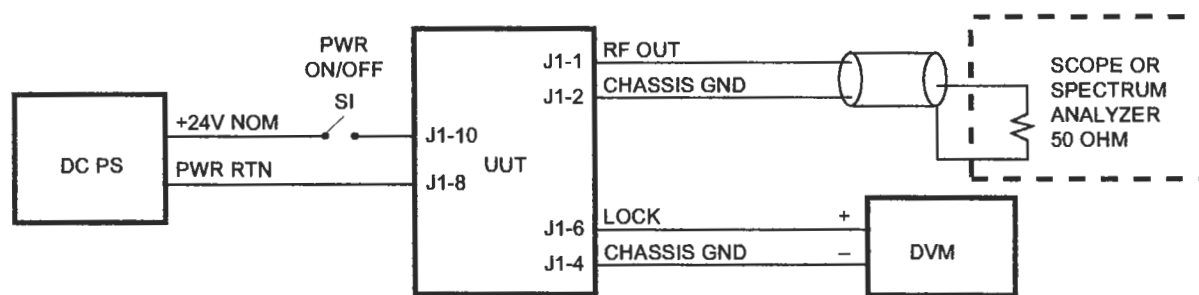 PWR
ON/OFF
SI
DC PS
+24V NOM
PWR RTN
J1-10
J1-8
UUT
J1-1
J1-2
J1-6
J1-4
RF OUT
CHASSIS GND
LOCK
CHASSIS GND
+
–
DVM
SCOPE OR
SPECTRUM
ANALYZER
50 OHM